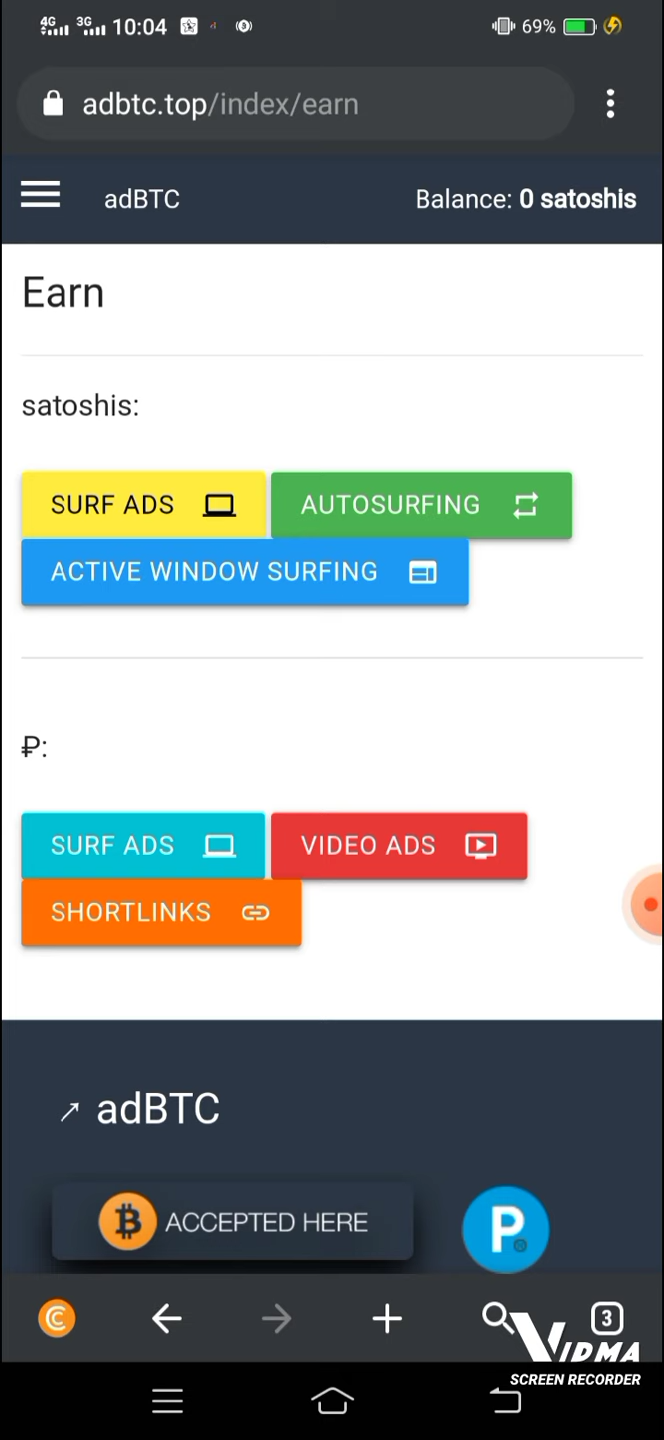 4G 3G 10:04 69%
adbtc.top/index/earn
adBTC Balance: 0 satoshis
Earn
satoshis:
SURF ADS AUTOSURFING
ACTIVE WINDOW SURFING
₽:
SURF ADS VIDEO ADS
SHORTLINKS
adBTC
ACCEPTED HERE P
3
VIDMA
SCREEN RECORDER